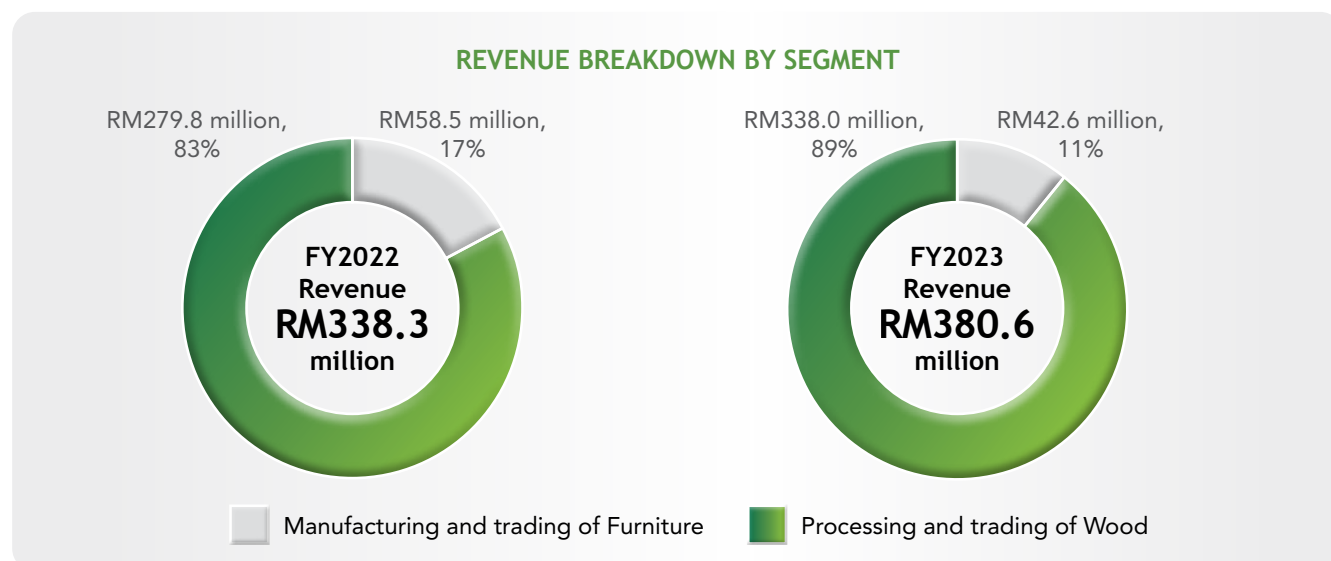 REVENUE BREAKDOWN BY SEGMENT
RM279.8 million,
83%
RM58.5 million,
17%
FY2022
Revenue
RM338.3
million
RM338.0 million,
89%
RM42.6 million,
11%
FY2023
Revenue
RM380.6
million
Manufacturing and trading of Furniture
Processing and trading of Wood